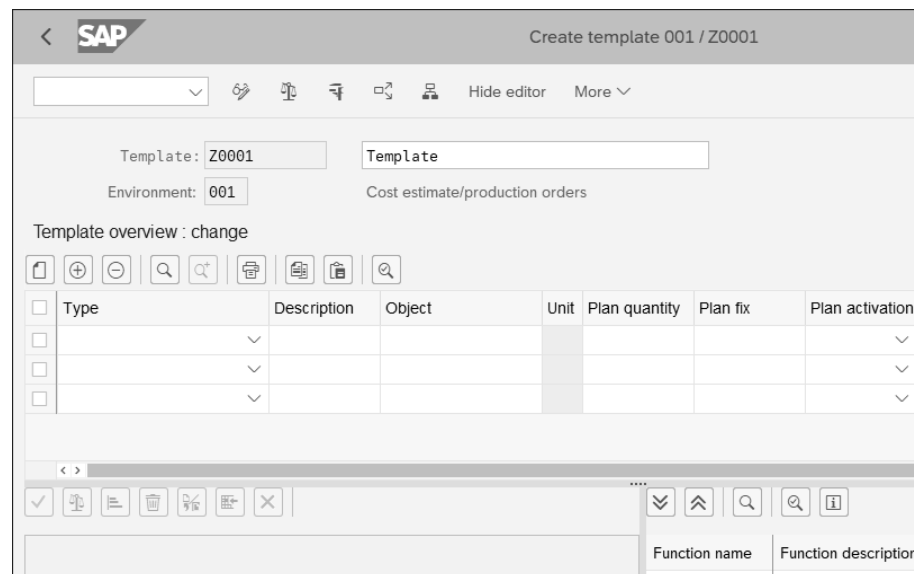 SAP Create template 001 / Z0001
Hide editor More
Template: Z0001 Template
Environment: 001 Cost estimate/production orders
Template overview : change
Type Description Object Unit Plan quantity Plan fix Plan activation
Function name Function description